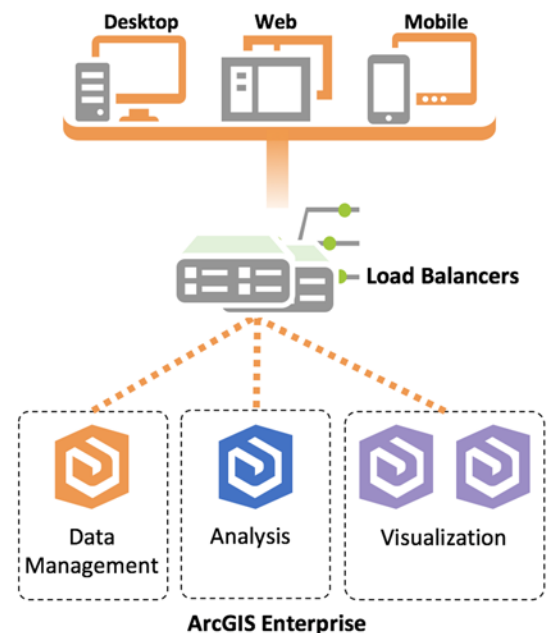 Desktop
Web
Mobile
Load Balancers
Data
Management
Analysis
Visualization
ArcGIS Enterprise